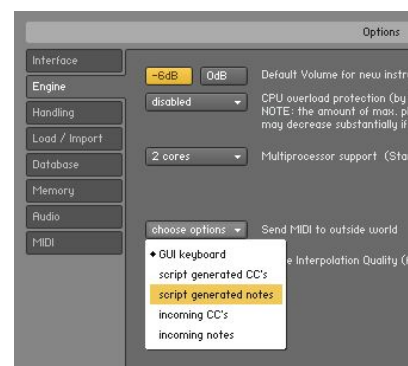 Options
Interface
Engine
Handling
Load / Import
Database
Memory
Audio
MIDI
-6dB 0dB Default Volume for new instr
disabled CPU overload protection (by
NOTE: the amount of max. p
may decrease substantially if
2 cores Multiprocessor support (Sta
choose options Send MIDI to outside world
GUI keyboard
script generated CC's
e Interpolation Quality (
script generated notes
incoming CC's
incoming notes